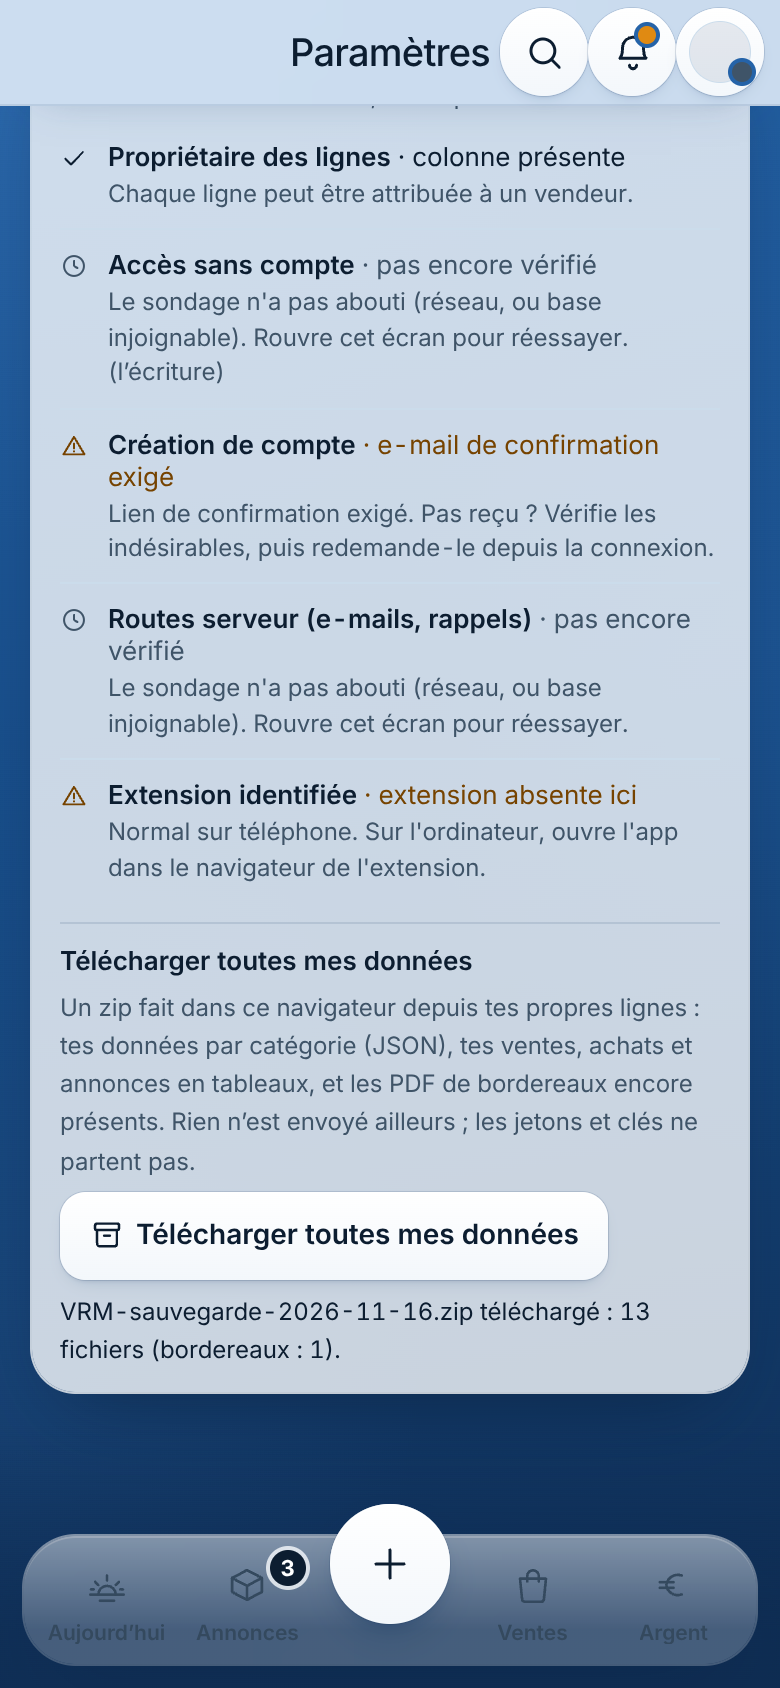 Paramètres
Propriétaire des lignes · colonne présente
Chaque ligne peut être attribuée à un vendeur.
Accès sans compte · pas encore vérifié
Le sondage n'a pas abouti (réseau, ou base
injoignable). Rouvre cet écran pour réessayer.
(l’écriture)
Création de compte · e-mail de confirmation
exigé
Lien de confirmation exigé. Pas reçu ? Vérifie les
indésirables, puis redemande-le depuis la connexion.
Routes serveur (e-mails, rappels) · pas encore
vérifié
Le sondage n'a pas abouti (réseau, ou base
injoignable). Rouvre cet écran pour réessayer.
Extension identifiée · extension absente ici
Normal sur téléphone. Sur l'ordinateur, ouvre l'app
dans le navigateur de l'extension.
Télécharger toutes mes données
Un zip fait dans ce navigateur depuis tes propres lignes :
tes données par catégorie (JSON), tes ventes, achats et
annonces en tableaux, et les PDF de bordereaux encore
présents. Rien n’est envoyé ailleurs ; les jetons et clés ne
partent pas.
Télécharger toutes mes données
VRM-sauvegarde-2026-11-16.zip téléchargé : 13
fichiers (bordereaux : 1).
3
Aujourd'hui
Annonces
Ventes
Argent